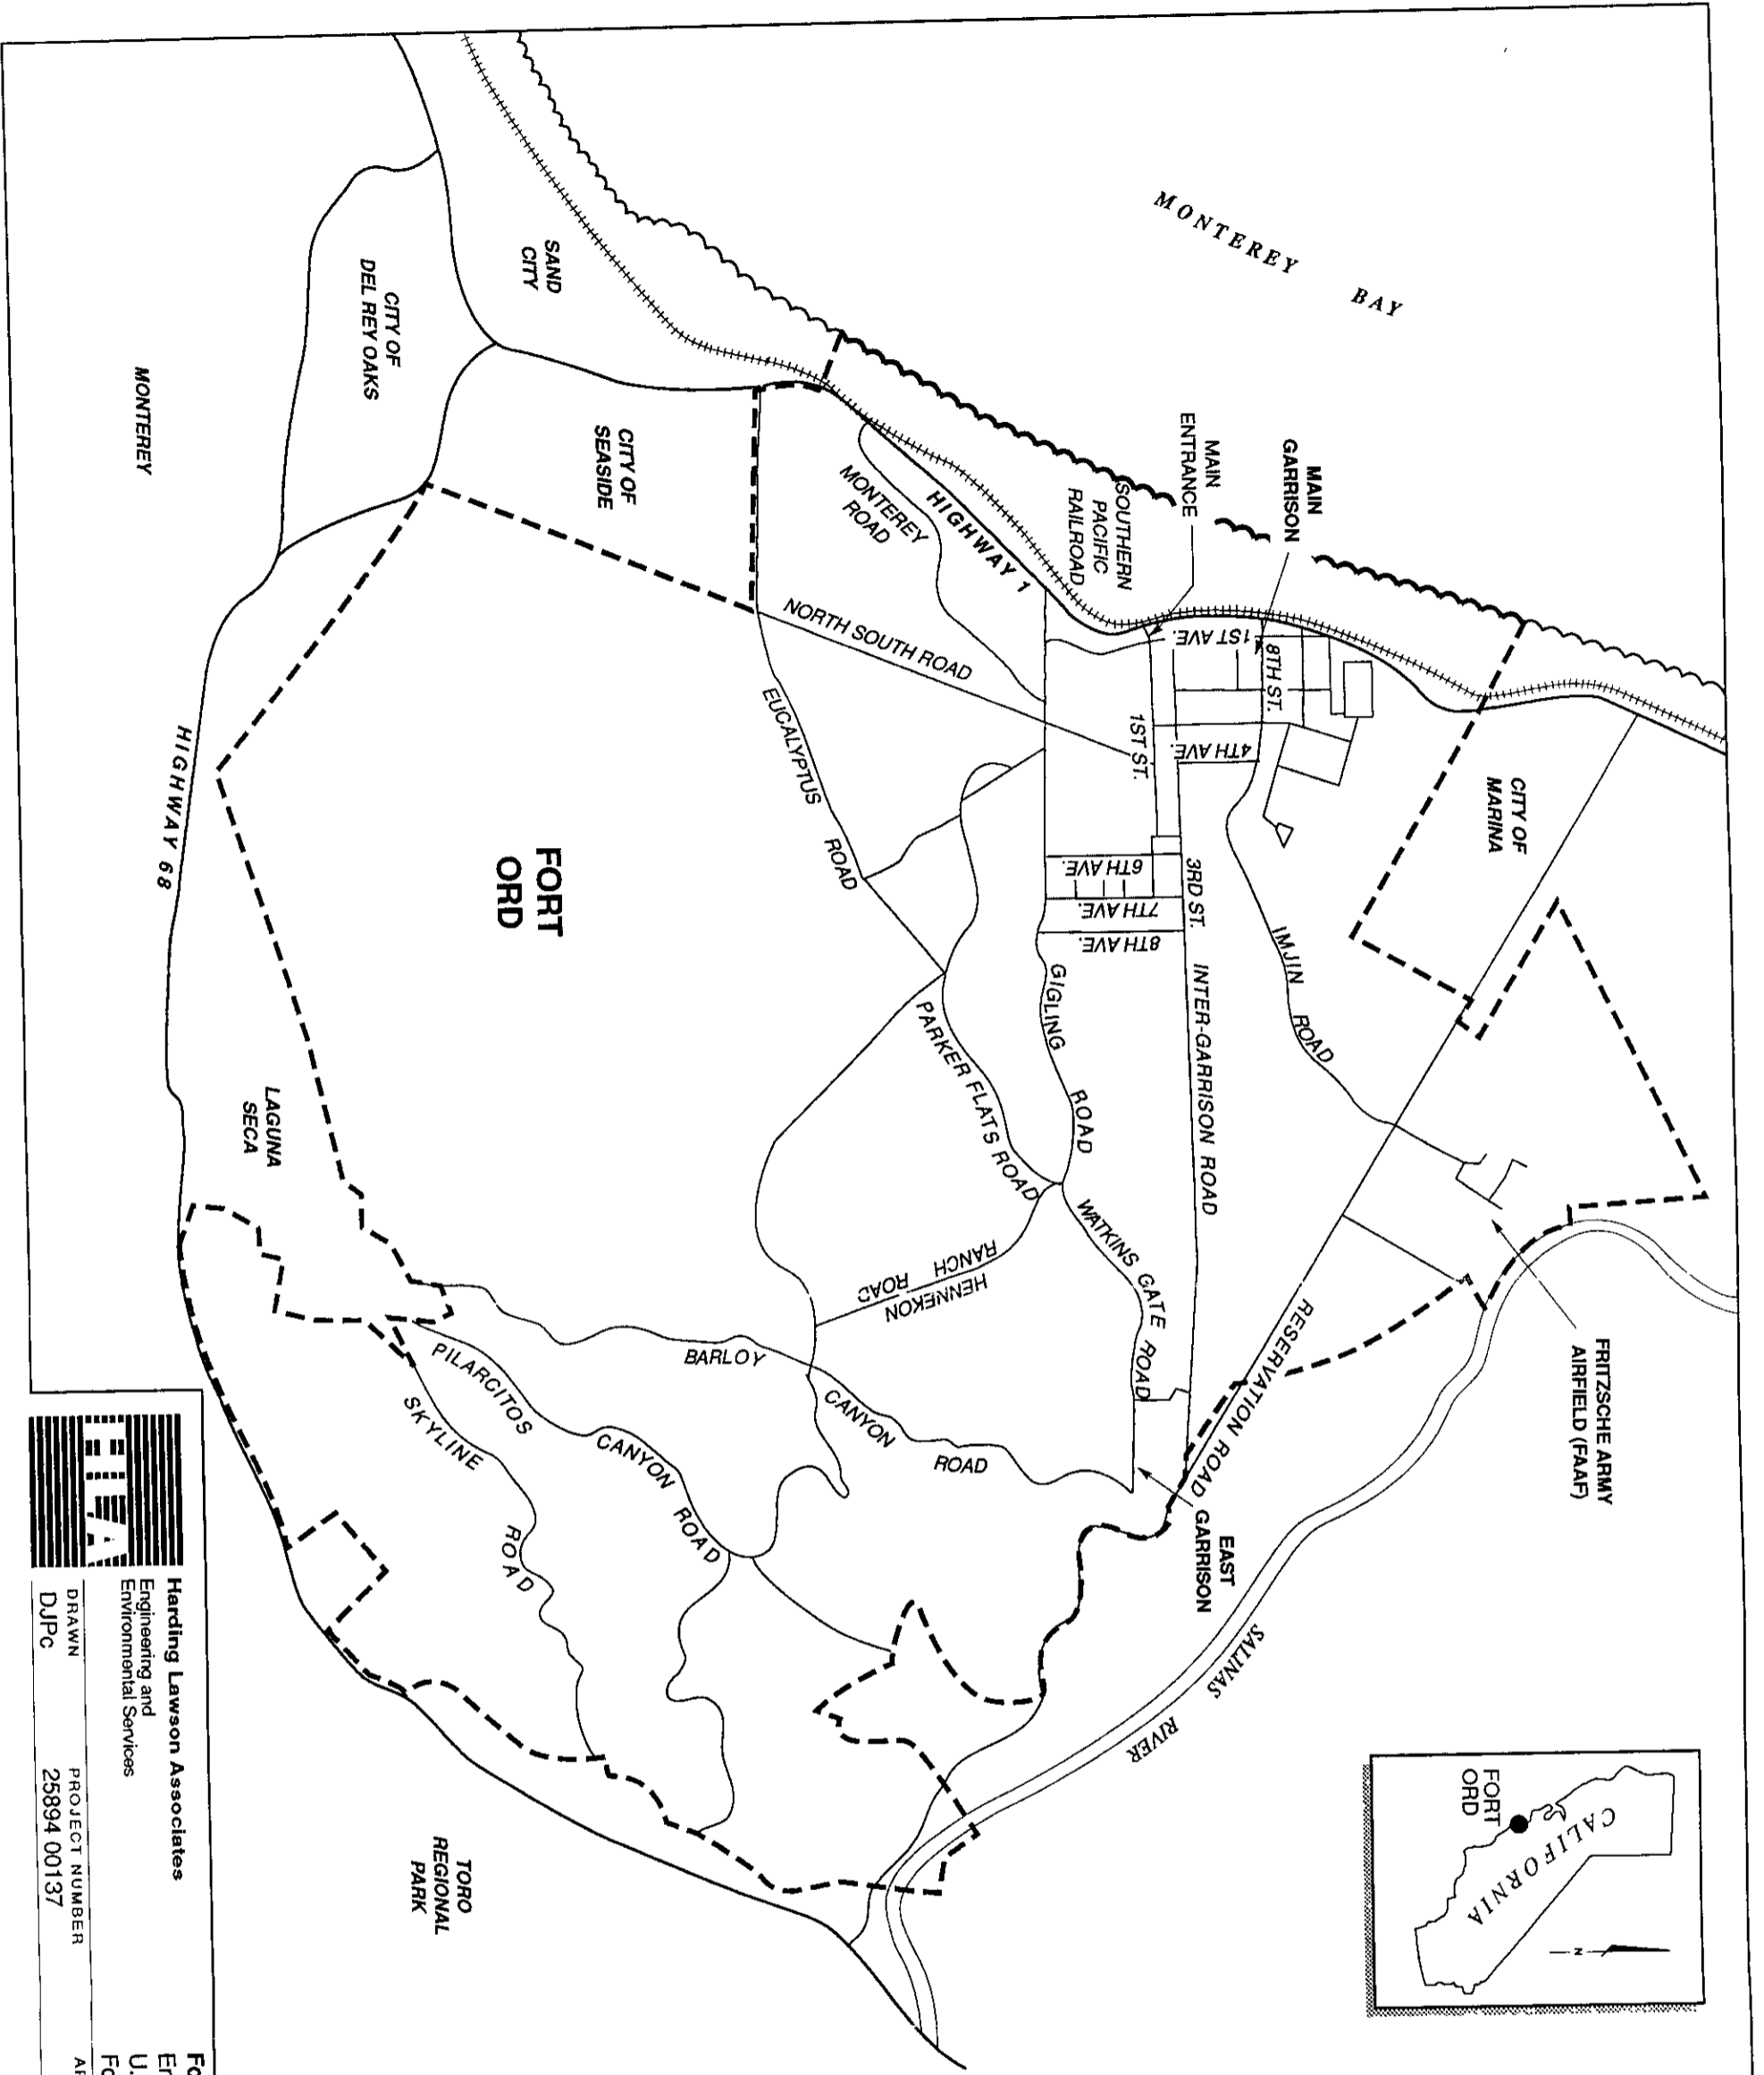 MONTEREY BAY
SAND
CITY
CITY OF
DEL REY OAKS
MONTEREY
CITY OF
SEASIDE
MONTEREY
ROAD
HIGHWAY 1
SOUTHERN
PACIFIC
RAILROAD
MAIN
ENTRANCE
MAIN
GARRISON
1ST AVE.
8TH ST.
4TH AVE.
1ST ST.
NORTH SOUTH ROAD
EUCALYPTUS ROAD
6TH AVE.
7TH AVE.
8TH AVE.
3RD ST.
INTER-GARRISON ROAD
IMJIN ROAD
CITY OF
MARINA
FORT
ORD
HIGHWAY 68
GIGLING ROAD
PARKER FLATS ROAD
WATKINS GATE ROAD
HENNEKON
RANCH ROAD
LAGUNA
SECA
BARLOY CANYON ROAD
PILARCITOS CANYON ROAD
SKYLINE ROAD
RESERVATION ROAD
FRITZSCHE ARMY
AIRFIELD (FAAF)
EAST
GARRISON
SALINAS RIVER
TORO
REGIONAL
PARK
FORT
ORD
CALIFORNIA
N
HLA
Harding Lawson Associates
Engineering and
Environmental Services
DRAWN
DJPc
PROJECT NUMBER
25894 00137